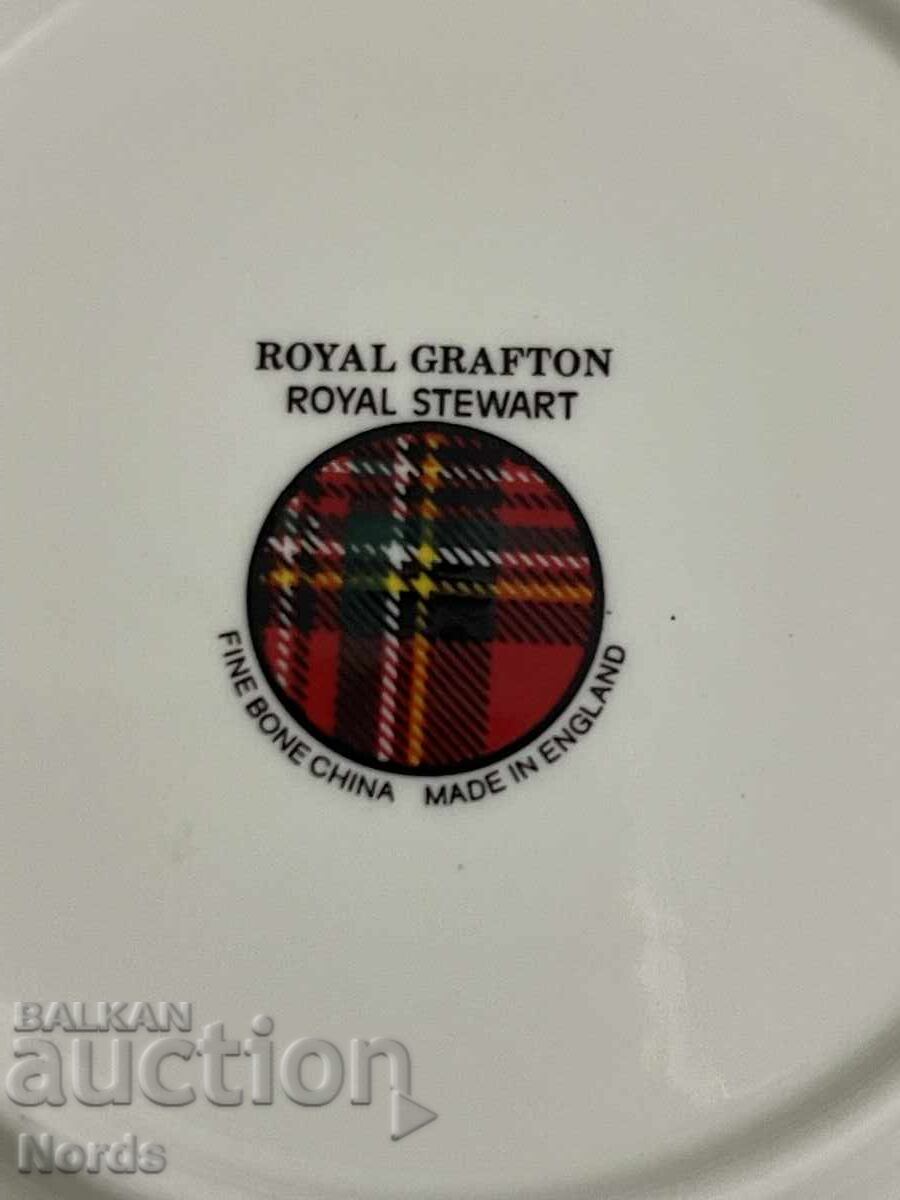 ROYAL GRAFTON
ROYAL STEWART
FINE BONE CHINA MADE IN ENGLAND
BALKAN
auction
Nords